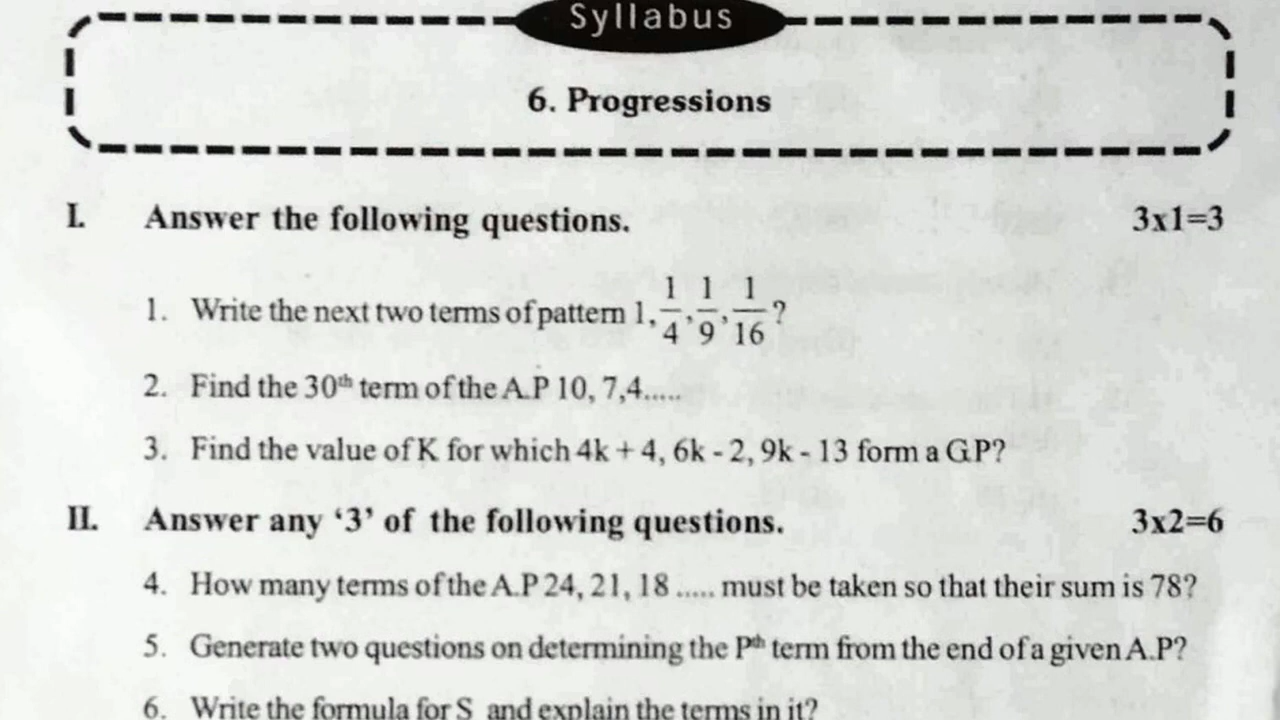 Syllabus
6. Progressions
I. Answer the following questions. 3x1=3
1. Write the next two terms of pattern 1, 1/4, 1/9, 1/16 ?
2. Find the 30th term of the A.P 10, 7,4.....
3. Find the value of K for which 4k + 4, 6k - 2, 9k - 13 form a G.P?
II. Answer any ‘3’ of the following questions. 3x2=6
4. How many terms of the A.P 24, 21, 18 ..... must be taken so that their sum is 78?
5. Generate two questions on determining the Pth term from the end of a given A.P?
6. Write the formula for S and explain the terms in it?